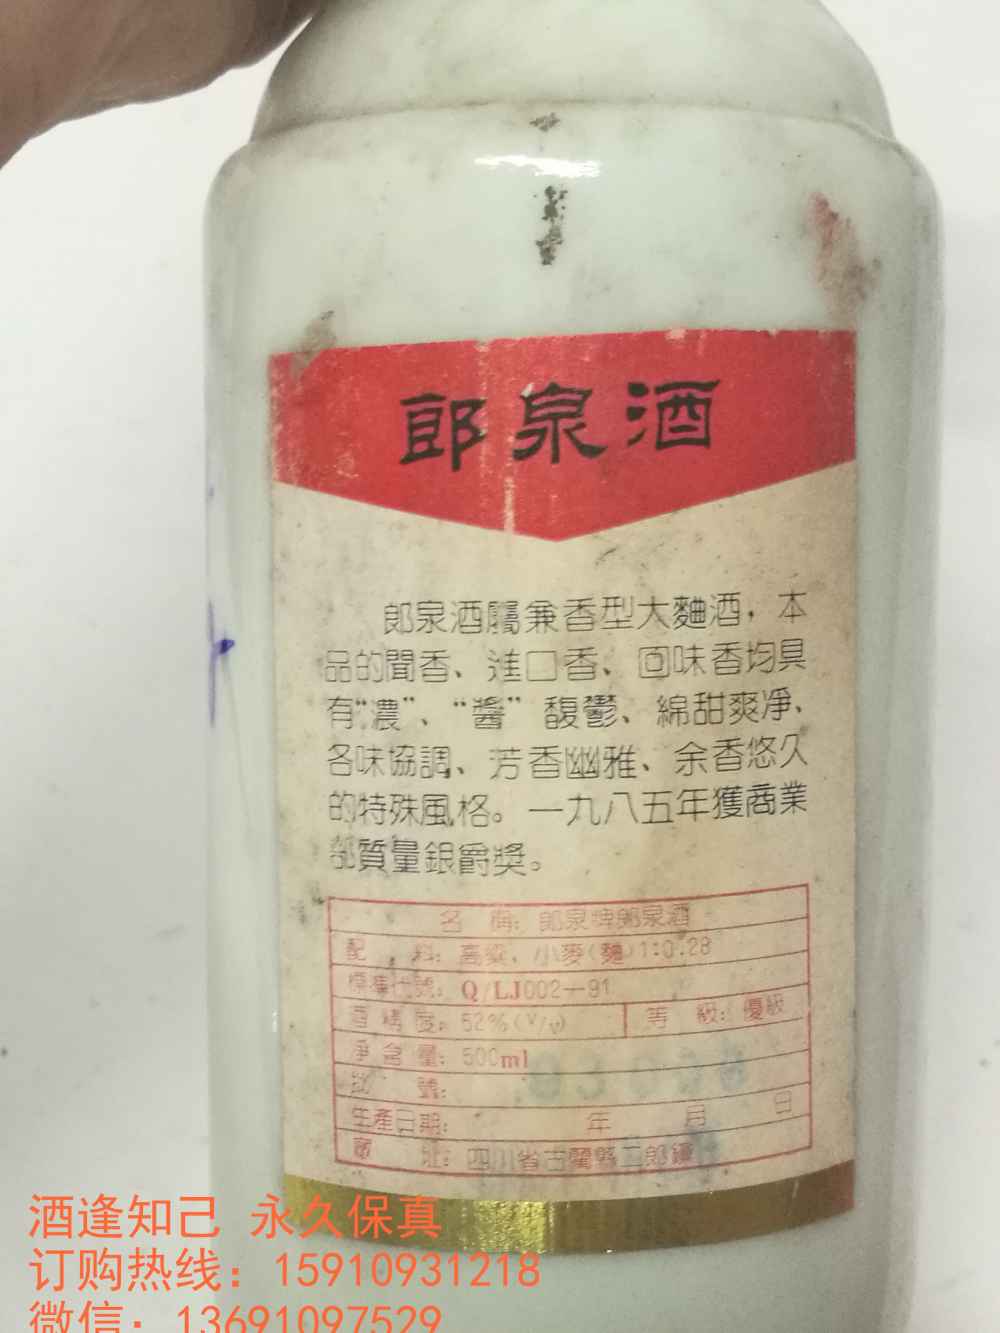 郎泉酒
郎泉酒屬兼香型大麯酒，本
品的聞香、進口香、回味香均具
有“濃”、“醬”馥鬱、綿甜爽净、
各味協調、芳香幽雅、余香悠久
的特殊風格。一九八五年獲商業
部質量銀爵獎。
名 稱：郎泉牌郎泉酒
配 料：高粱、小麥(麯)1:0.28
標準代號：Q/LJ002—91
酒精度：52%(V/v) 等 級：優級
净含量：500ml
批 號：
生產日期： 年 月 日
廠 址：四川省古藺縣二郎鎮
酒逢知己 永久保真
订购热线：15910931218
微信：13691097529